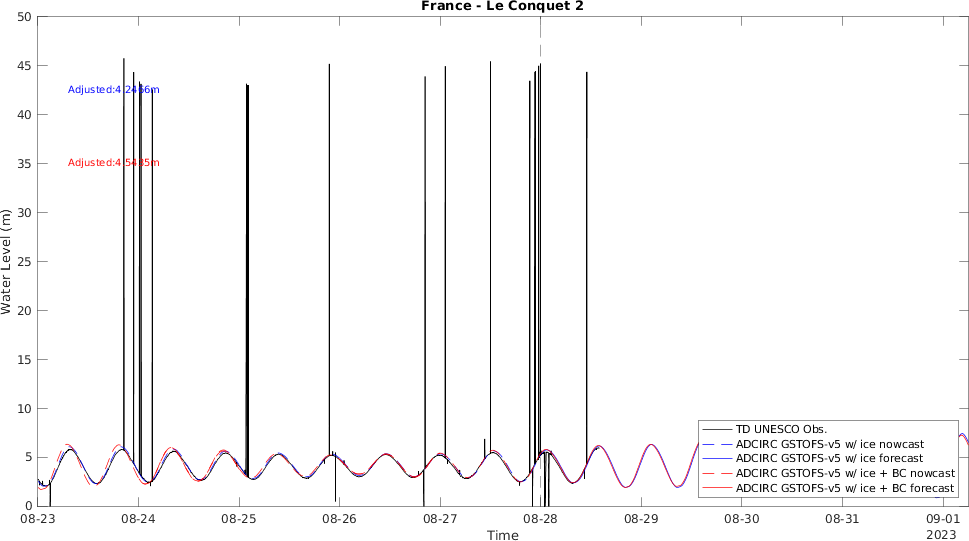 France - Le Conquet 2
50
45
40
35
30
25
20
15
10
5
0
Water Level (m)
Adjusted:4.2466m
Adjusted:4.5485m
TD UNESCO Obs.
ADCIRC GSTOFS-v5 w/ ice nowcast
ADCIRC GSTOFS-v5 w/ ice forecast
ADCIRC GSTOFS-v5 w/ ice + BC nowcast
ADCIRC GSTOFS-v5 w/ ice + BC forecast
08-23 08-24 08-25 08-26 08-27 08-28 08-29 08-30 08-31 09-01
Time
2023